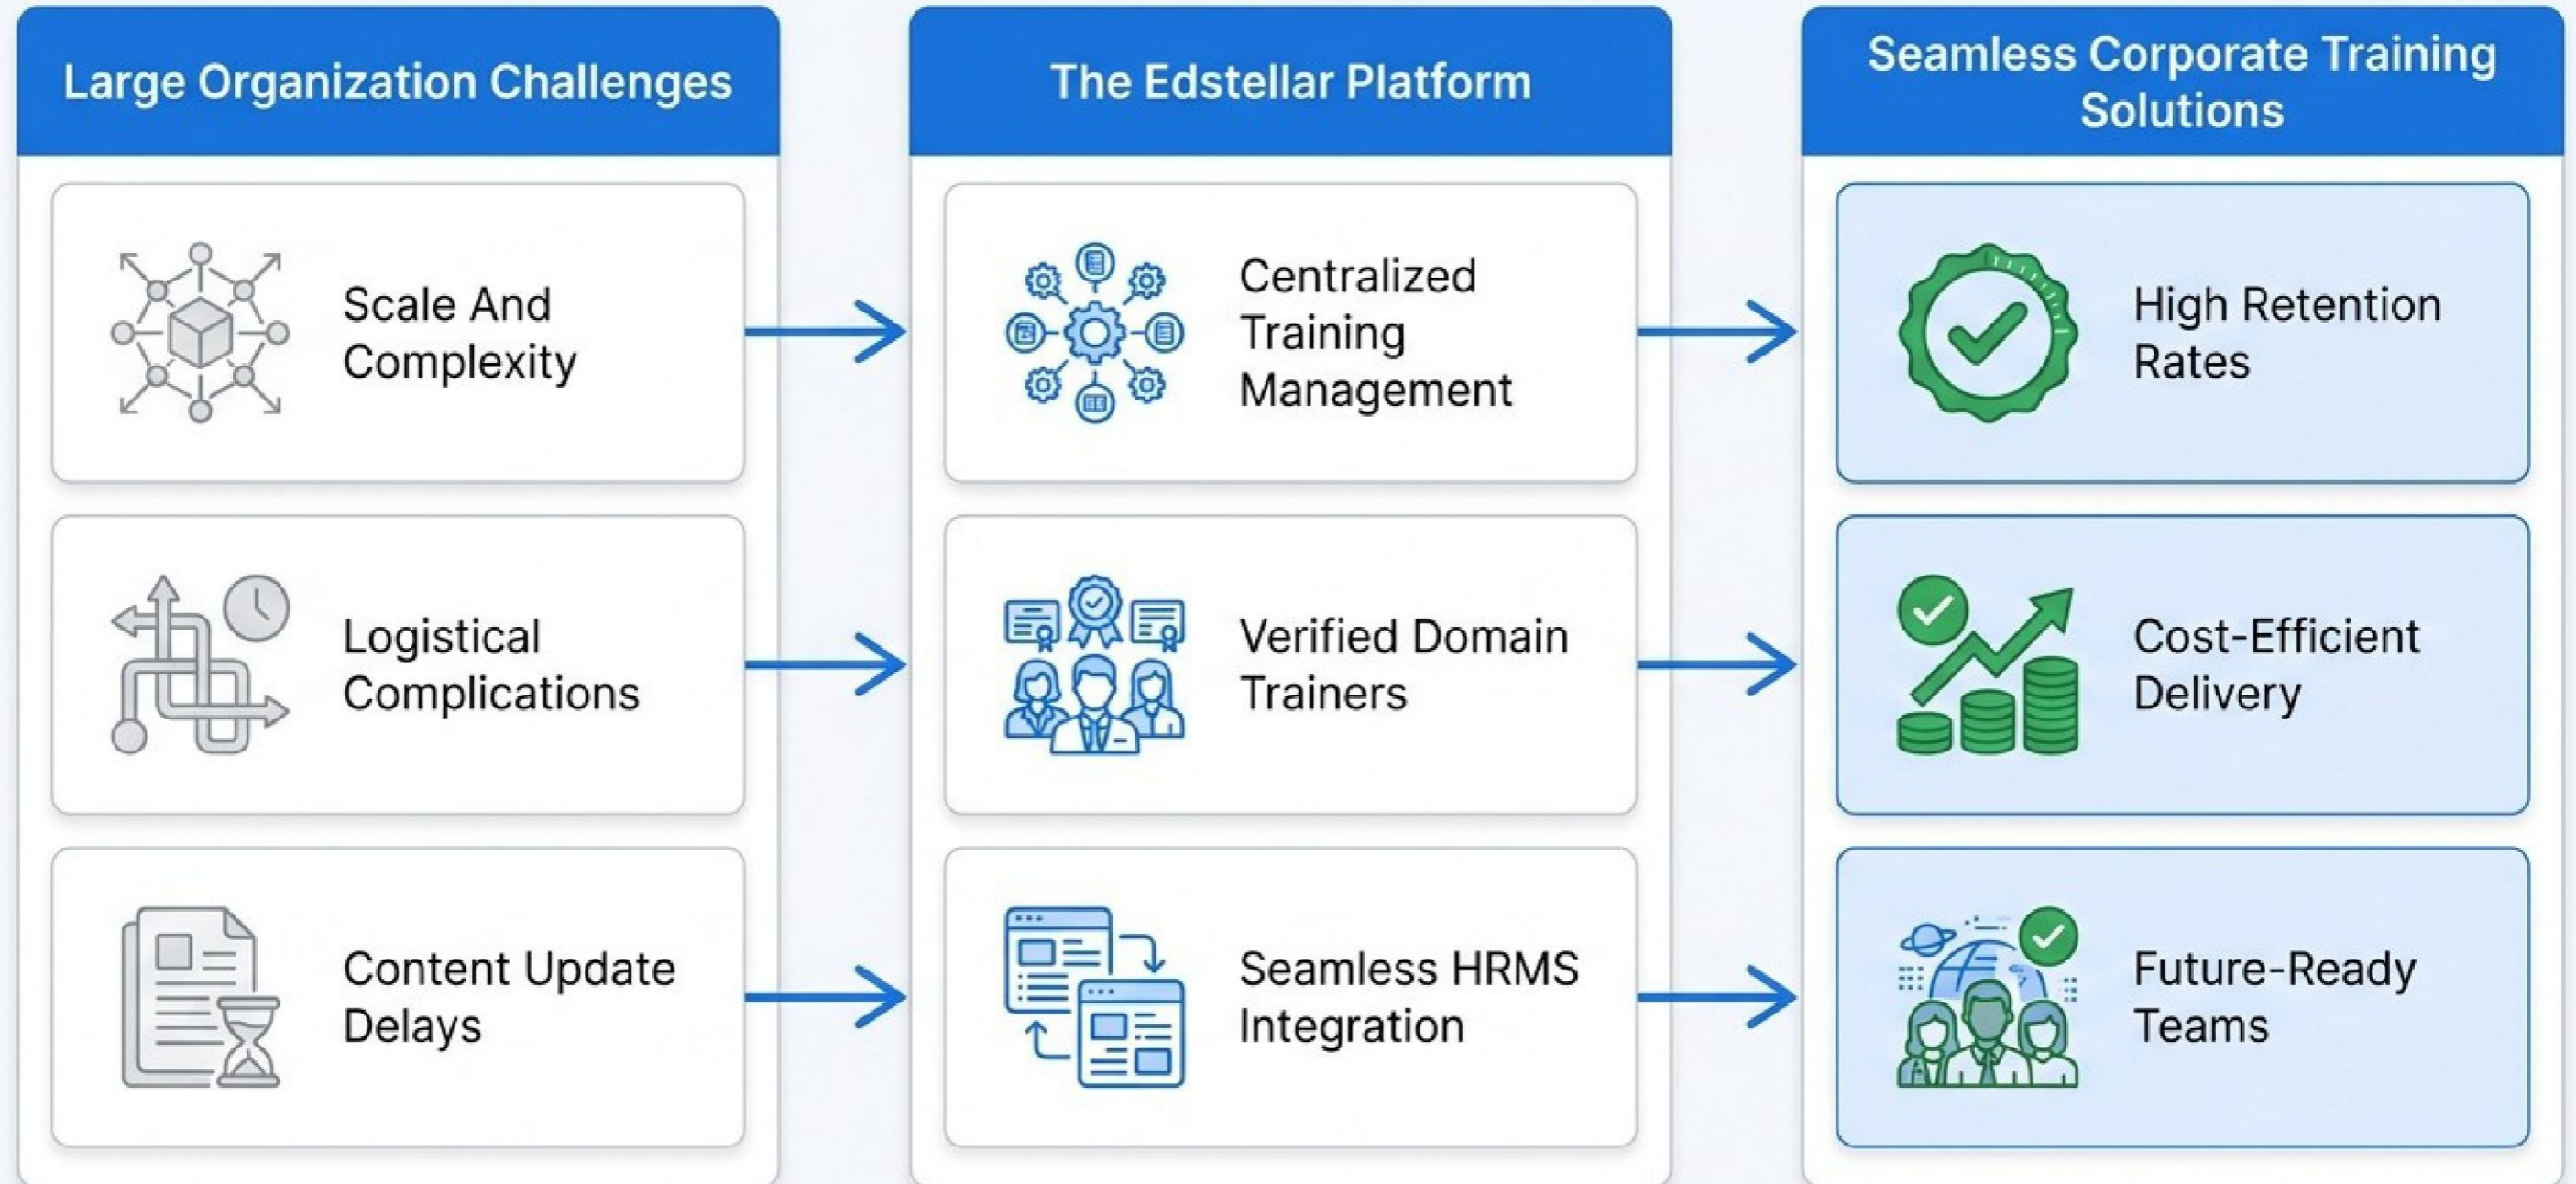 Large Organization Challenges
The Edstellar Platform
Seamless Corporate Training
Solutions
Scale And
Complexity
Centralized
Training
Management
High Retention
Rates
Logistical
Complications
Verified Domain
Trainers
Cost-Efficient
Delivery
Content Update
Delays
Seamless HRMS
Integration
Future-Ready
Teams